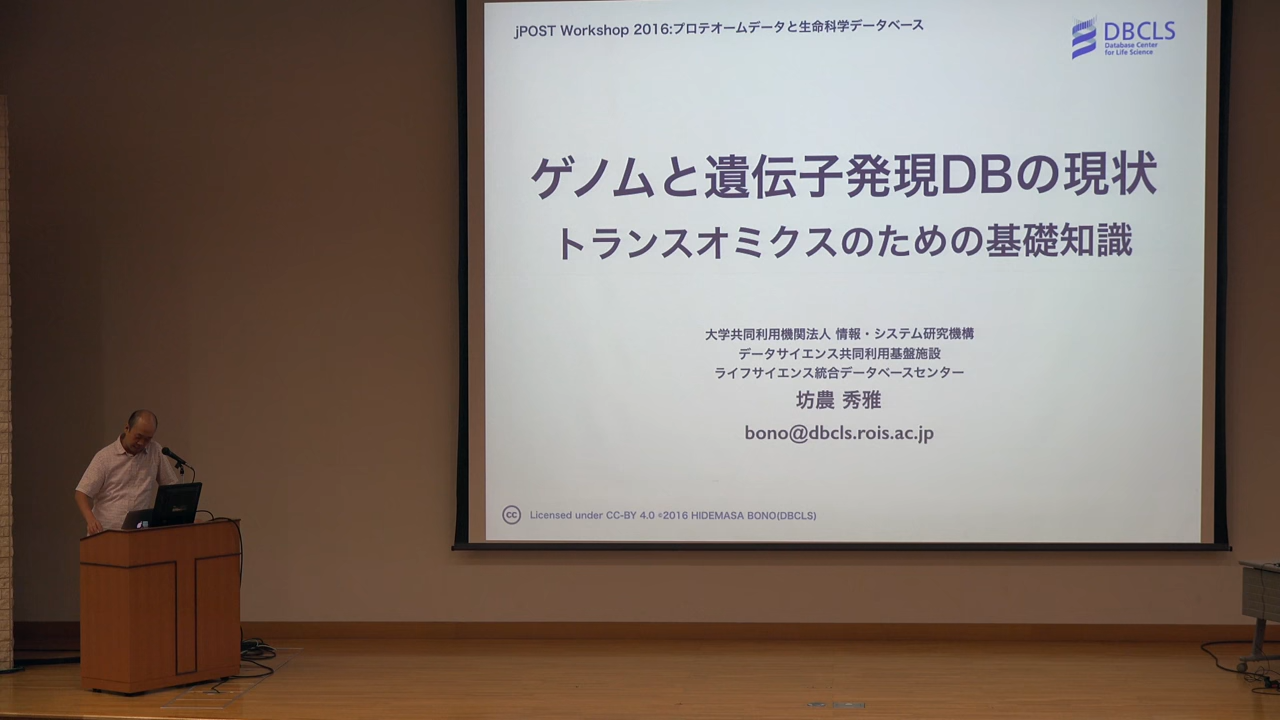 jPOST Workshop 2016:プロテオームデータと生命科学データベース
DBCLS
Database Center
for Life Science
ゲノムと遺伝子発現DBの現状
トランスオミクスのための基礎知識
大学共同利用機関法人 情報・システム研究機構
データサイエンス共同利用基盤施設
ライフサイエンス統合データベースセンター
坊農 秀雅
bono@dbcls.rois.ac.jp
cc Licensed under CC-BY 4.0 ©2016 HIDEMASA BONO(DBCLS)